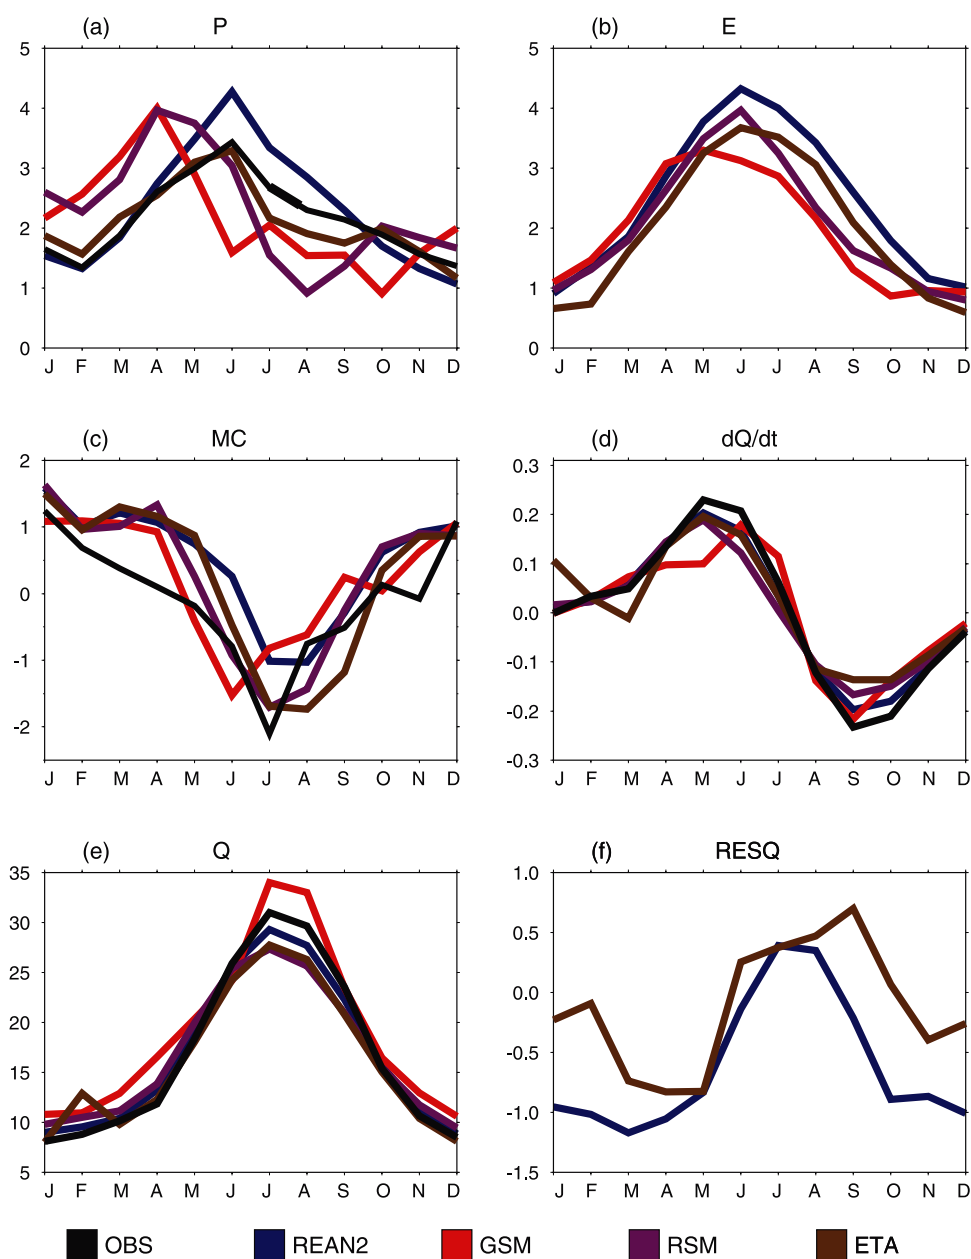 (a) P
(b) E
5
4
3
2
1
0
J F M A M J J A S O N D
5
4
3
2
1
0
J F M A M J J A S O N D
(c) MC
(d) dQ/dt
2
1
0
-1
-2
J F M A M J J A S O N D
0.3
0.2
0.1
0.0
-0.1
-0.2
-0.3
J F M A M J J A S O N D
(e) Q
(f) RESQ
35
30
25
20
15
10
5
J F M A M J J A S O N D
1.0
0.5
0.0
-0.5
-1.0
-1.5
J F M A M J J A S O N D
OBS REAN2 GSM RSM ETA